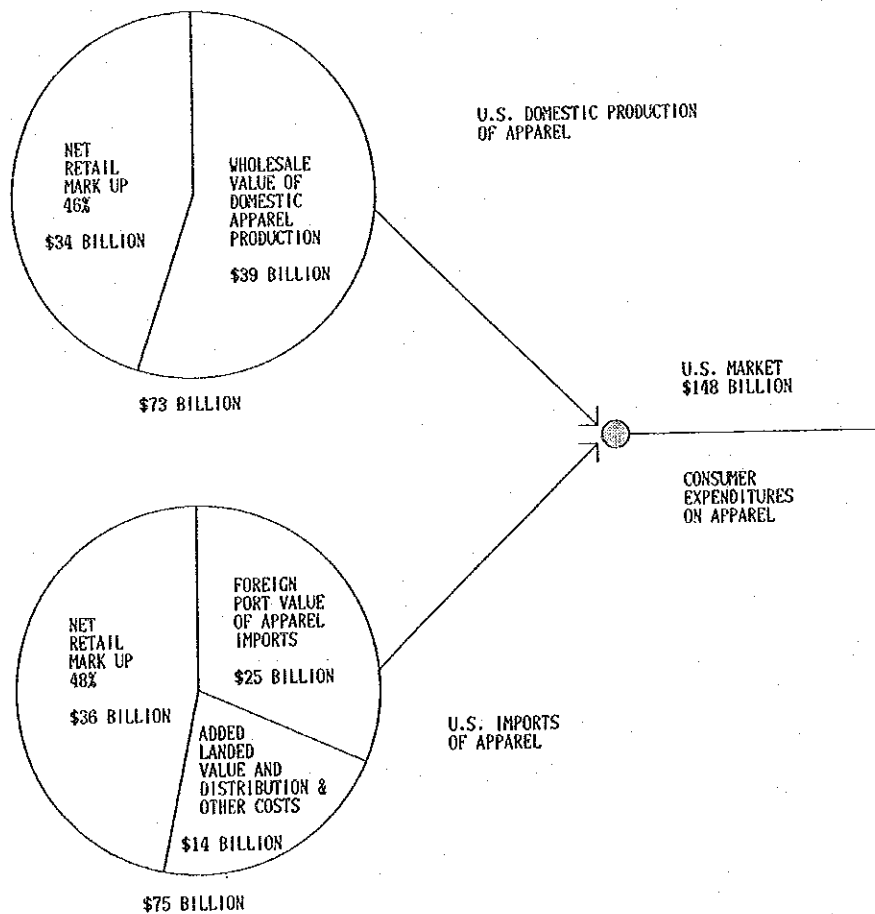 U.S. DOMESTIC PRODUCTION
OF APPAREL
NET
RETAIL
MARK UP
46%
$34 BILLION
WHOLESALE
VALUE OF
DOMESTIC
APPAREL
PRODUCTION
$39 BILLION
$73 BILLION
U.S. MARKET
$148 BILLION
CONSUMER
EXPENDITURES
ON APPAREL
FOREIGN
PORT VALUE
OF APPAREL
IMPORTS
$25 BILLION
NET
RETAIL
MARK UP
48%
$36 BILLION
ADDED
LANDED
VALUE AND
DISTRIBUTION &
OTHER COSTS
$14 BILLION
U.S. IMPORTS
OF APPAREL
$75 BILLION